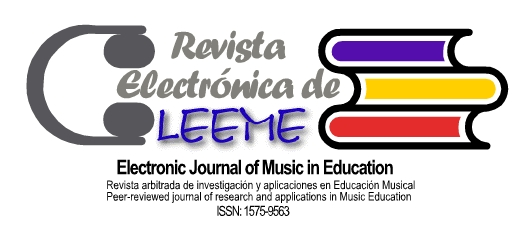 Revista
Electrónica de
LEEME
Electronic Journal of Music in Education
Revista arbitrada de investigación y aplicaciones en Educación Musical
Peer-reviewed journal of research and applications in Music Education
ISSN: 1575-9563